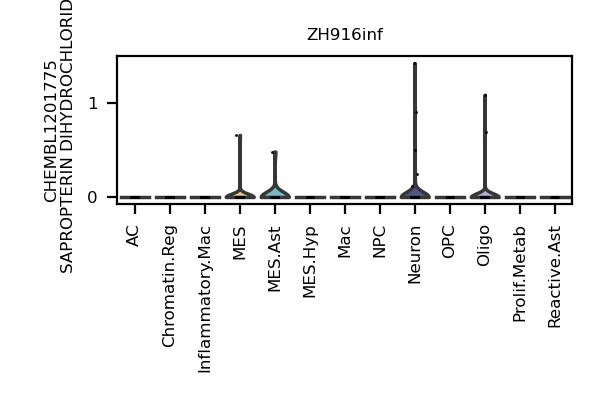 ZH916inf
CHEMBL1201775
SAPROPTERIN DIHYDROCHLORID
1
0
AC
Chromatin.Reg
Inflammatory.Mac
MES
MES.Ast
MES.Hyp
Mac
NPC
Neuron
OPC
Oligo
Prolif.Metab
Reactive.Ast